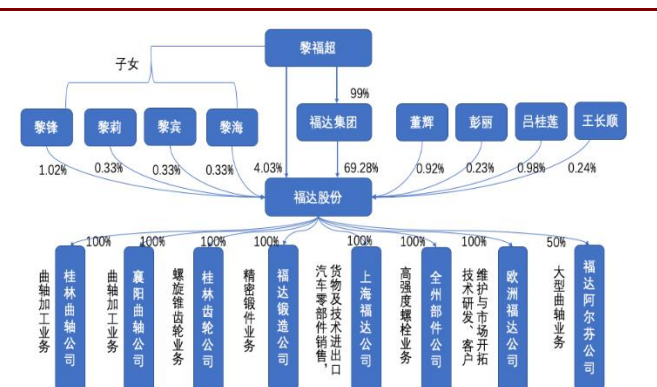 黎福超
子女
99%
黎锋
黎莉
黎宾
黎海
福达集团
董辉
彭丽
吕桂莲
王长顺
1.02%
0.33%
0.33%
0.33%
4.03%
69.28%
0.92%
0.23%
0.98%
0.24%
福达股份
100%
100%
100%
100%
100%
100%
100%
50%
曲轴加工业务
桂林曲轴公司
曲轴加工业务
襄阳曲轴公司
螺旋锥齿轮业务
桂林齿轮公司
精密锻件业务
福达锻造公司
汽车零部件销售，
货物及技术进出口
上海福达公司
高强度螺栓业务
全州部件公司
技术研发、客户
维护与市场开拓
欧洲福达公司
大型曲轴业务
福达阿尔芬公司